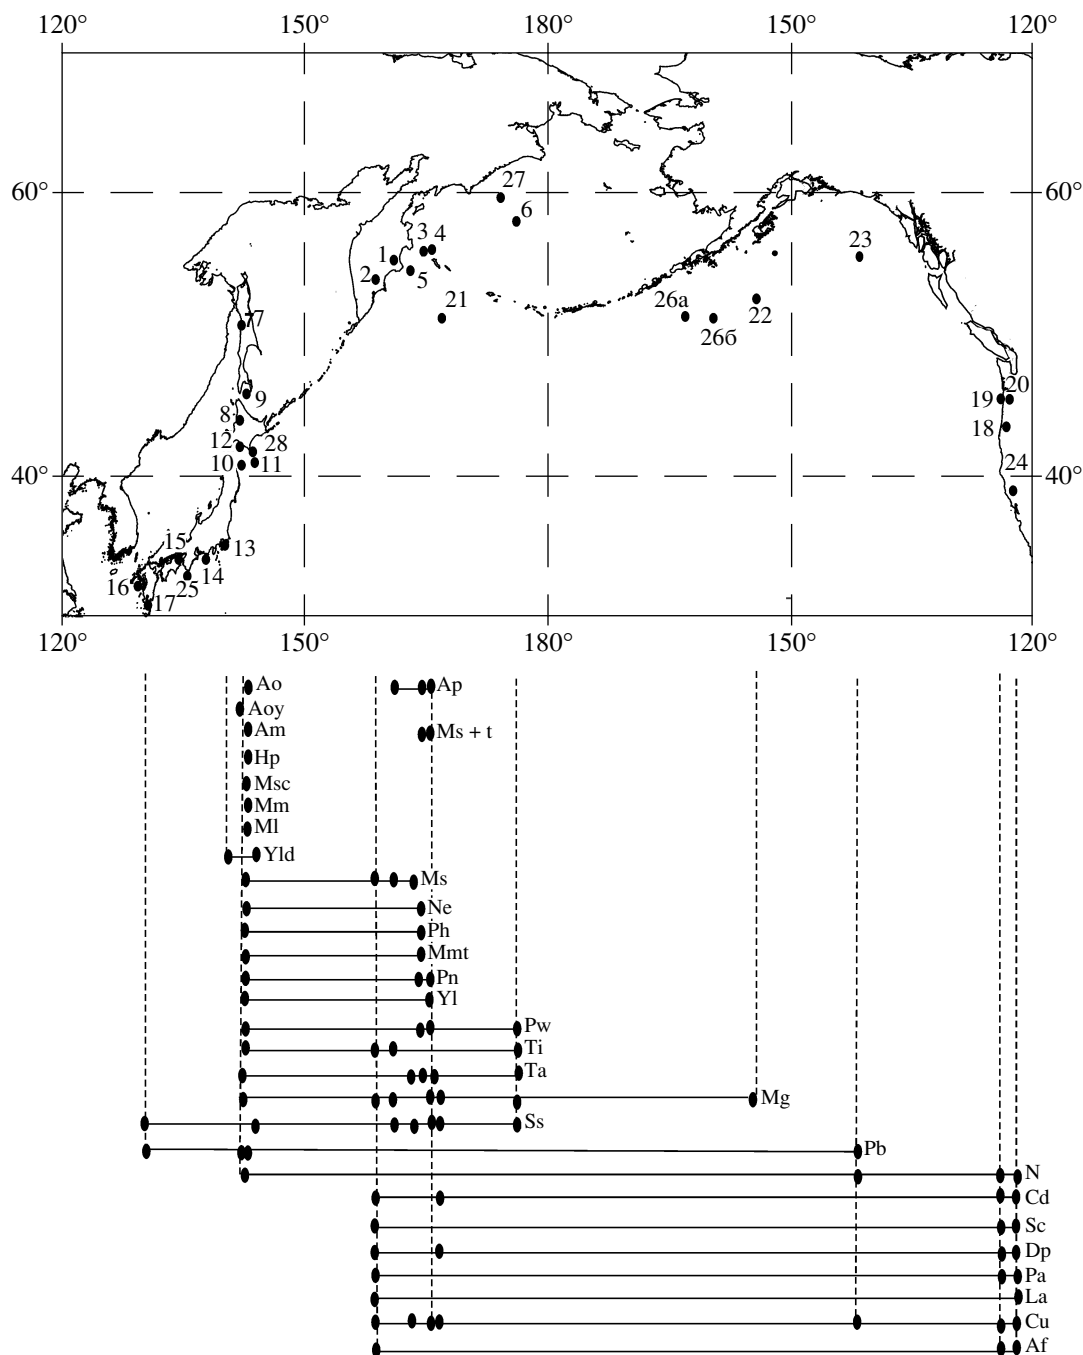 120° 150° 180° 150° 120°
27
60° 60°
6
3 4 23
1
2 5
21 26a 22
26б
77
9 19 20
8
12 28 18
10 11 24
40° 40°
15 13
16 25 14
17
120° 150° 180° 150° 120°
Ao Ap
Aoy
Am Ms + t
Hp
Msc
Mm
Ml
Yld
Ms
Ne
Ph
Mmt
Pn
Yl
Pw
Ti
Ta
Mg
Ss
Pb
N
Cd
Sc
Dp
Pa
La
Cu
Af